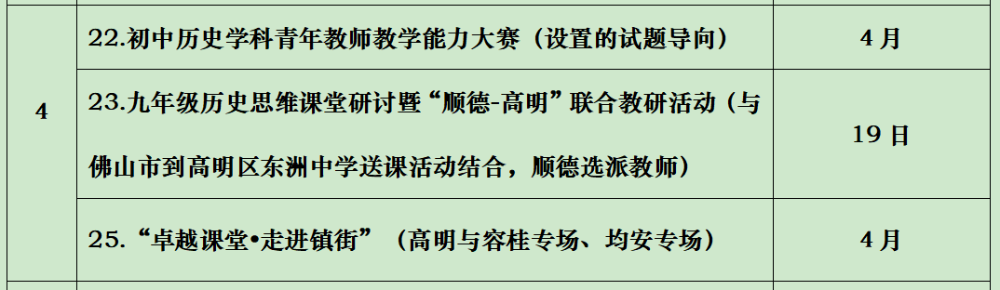 4
22.初中历史学科青年教师教学能力大赛（设置的试题导向）
4 月
23.九年级历史思维课堂研讨暨“顺德-高明”联合教研活动（与
佛山市到高明区东洲中学送课活动结合，顺德选派教师）
19 日
25.“卓越课堂•走进镇街”（高明与容桂专场、均安专场）
4 月